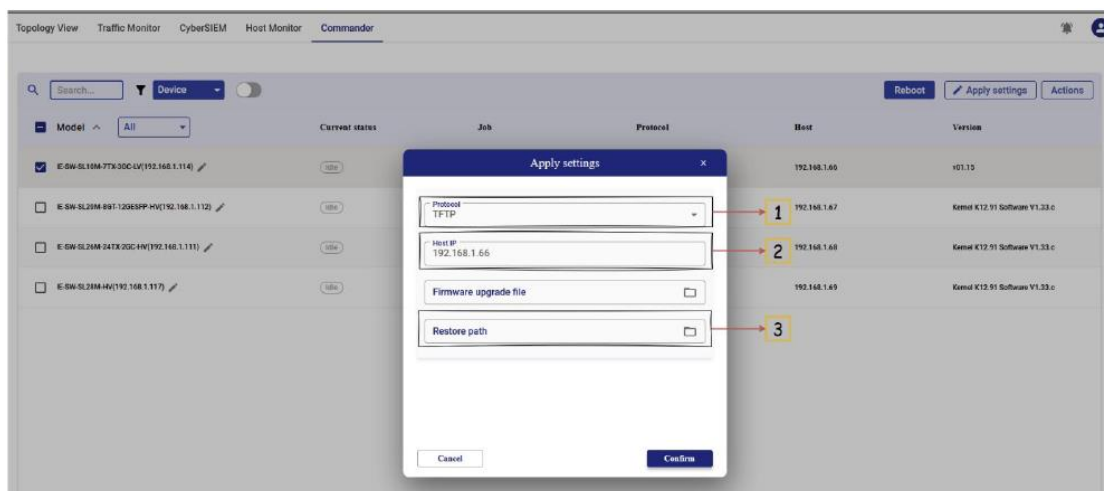 Topology View Traffic Monitor CyberSIEM Host Monitor Commander
Search... Device Reboot Apply settings Actions
Model All Current status Job Protocol Host Version
IE-SW-SL10M-7TX-3GC-LV(192.168.1.114) Idle 192.168.1.66 v01.15
IE-SW-SL20M-8GT-12GESFP-HV(192.168.1.112) Idle 192.168.1.67 Kernel K12.91 Software V1.33.c
IE-SW-SL26M-24TX-2GC-HV(192.168.1.111) Idle 192.168.1.68 Kernel K12.91 Software V1.33.c
IE-SW-SL28M-HV(192.168.1.117) Idle 192.168.1.69 Kernel K12.91 Software V1.33.c
Apply settings x
Protocol
TFTP
1
Host IP
192.168.1.66
2
Firmware upgrade file
Restore path
3
Cancel Confirm